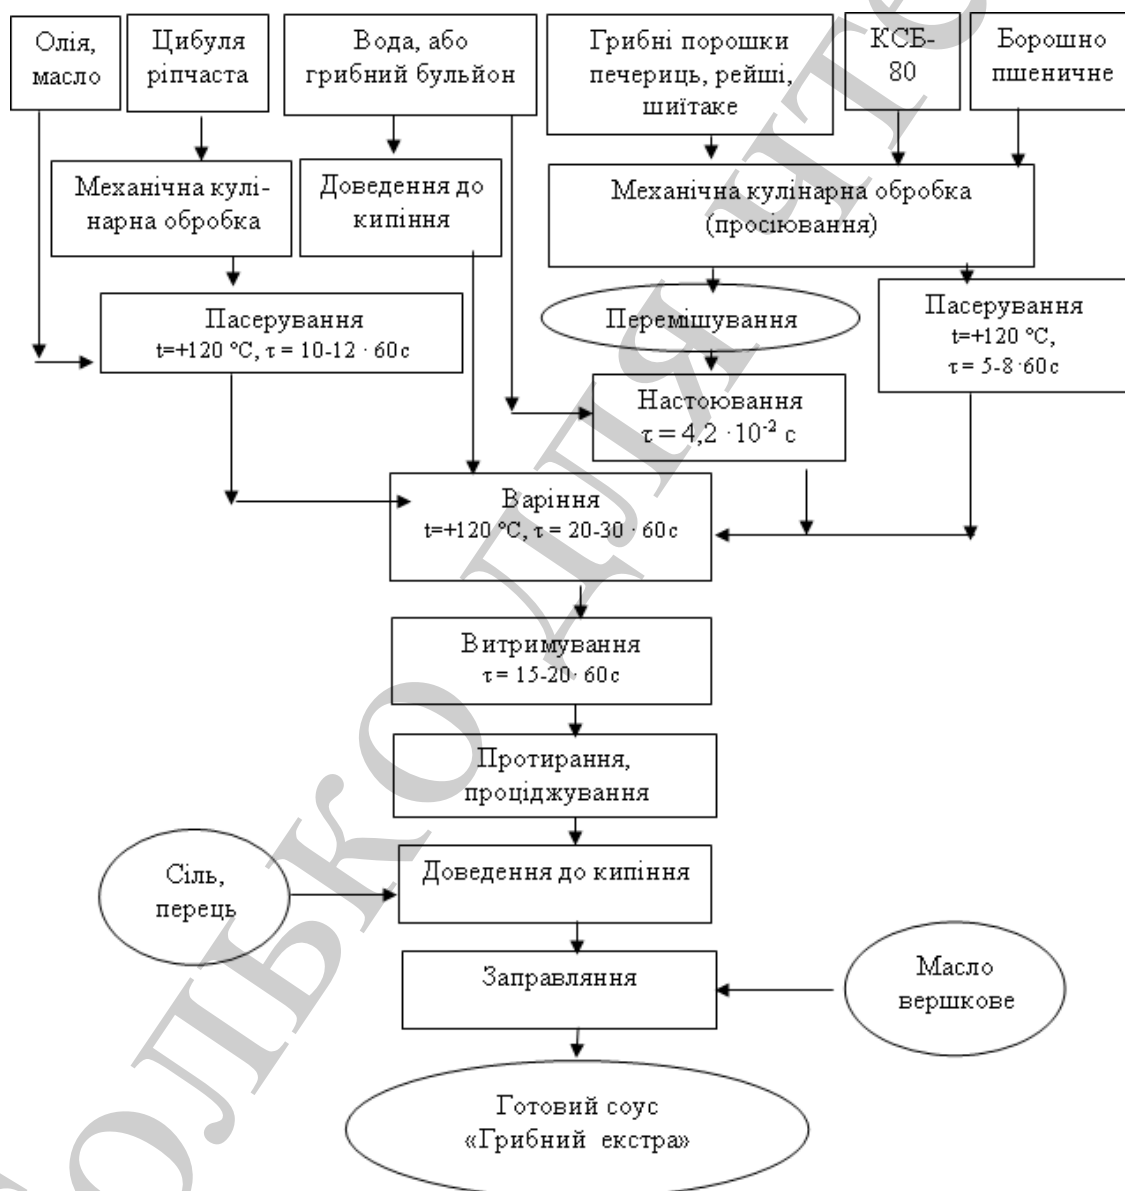 Олія,
масло
Цибуля
ріпчаста
Вода, або
грибний бульйон
Грибні порошки
печериць, рейші,
шиїтаке
КСБ-
80
Борошно
пшеничне
Механічна кулі-
нарна обробка
Доведення до
кипіння
Механічна кулінарна обробка
(просіювання)
Пасерування
t=+120 °C, τ = 10-12 · 60с
Перемішування
Пасерування
t=+120 °C,
τ = 5-8·60с
Настоювання
τ = 4,2 ·10⁻² с
Варіння
t=+120 °C, τ = 20-30 · 60с
Витримування
τ = 15-20· 60с
Протирання,
проціджування
Сіль,
перець
Доведення до кипіння
Заправляння
Масло
вершкове
Готовий соус
«Грибний екстра»
ТОЛЬКО ДЛЯ ЧТЕ